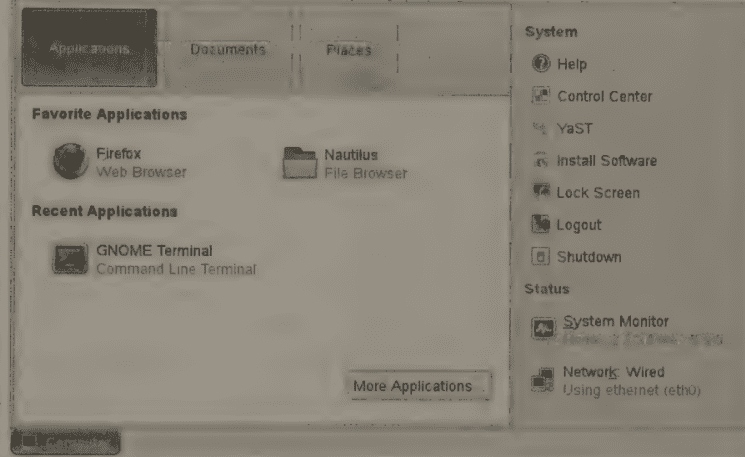 Applications
Documents
Places
Favorite Applications
Firefox
Web Browser
Nautilus
File Browser
Recent Applications
GNOME Terminal
Command Line Terminal
More Applications
System
Help
Control Center
YaST
Install Software
Lock Screen
Logout
Shutdown
Status
System Monitor
Network: Wired
Using ethernet (eth0)
Computer